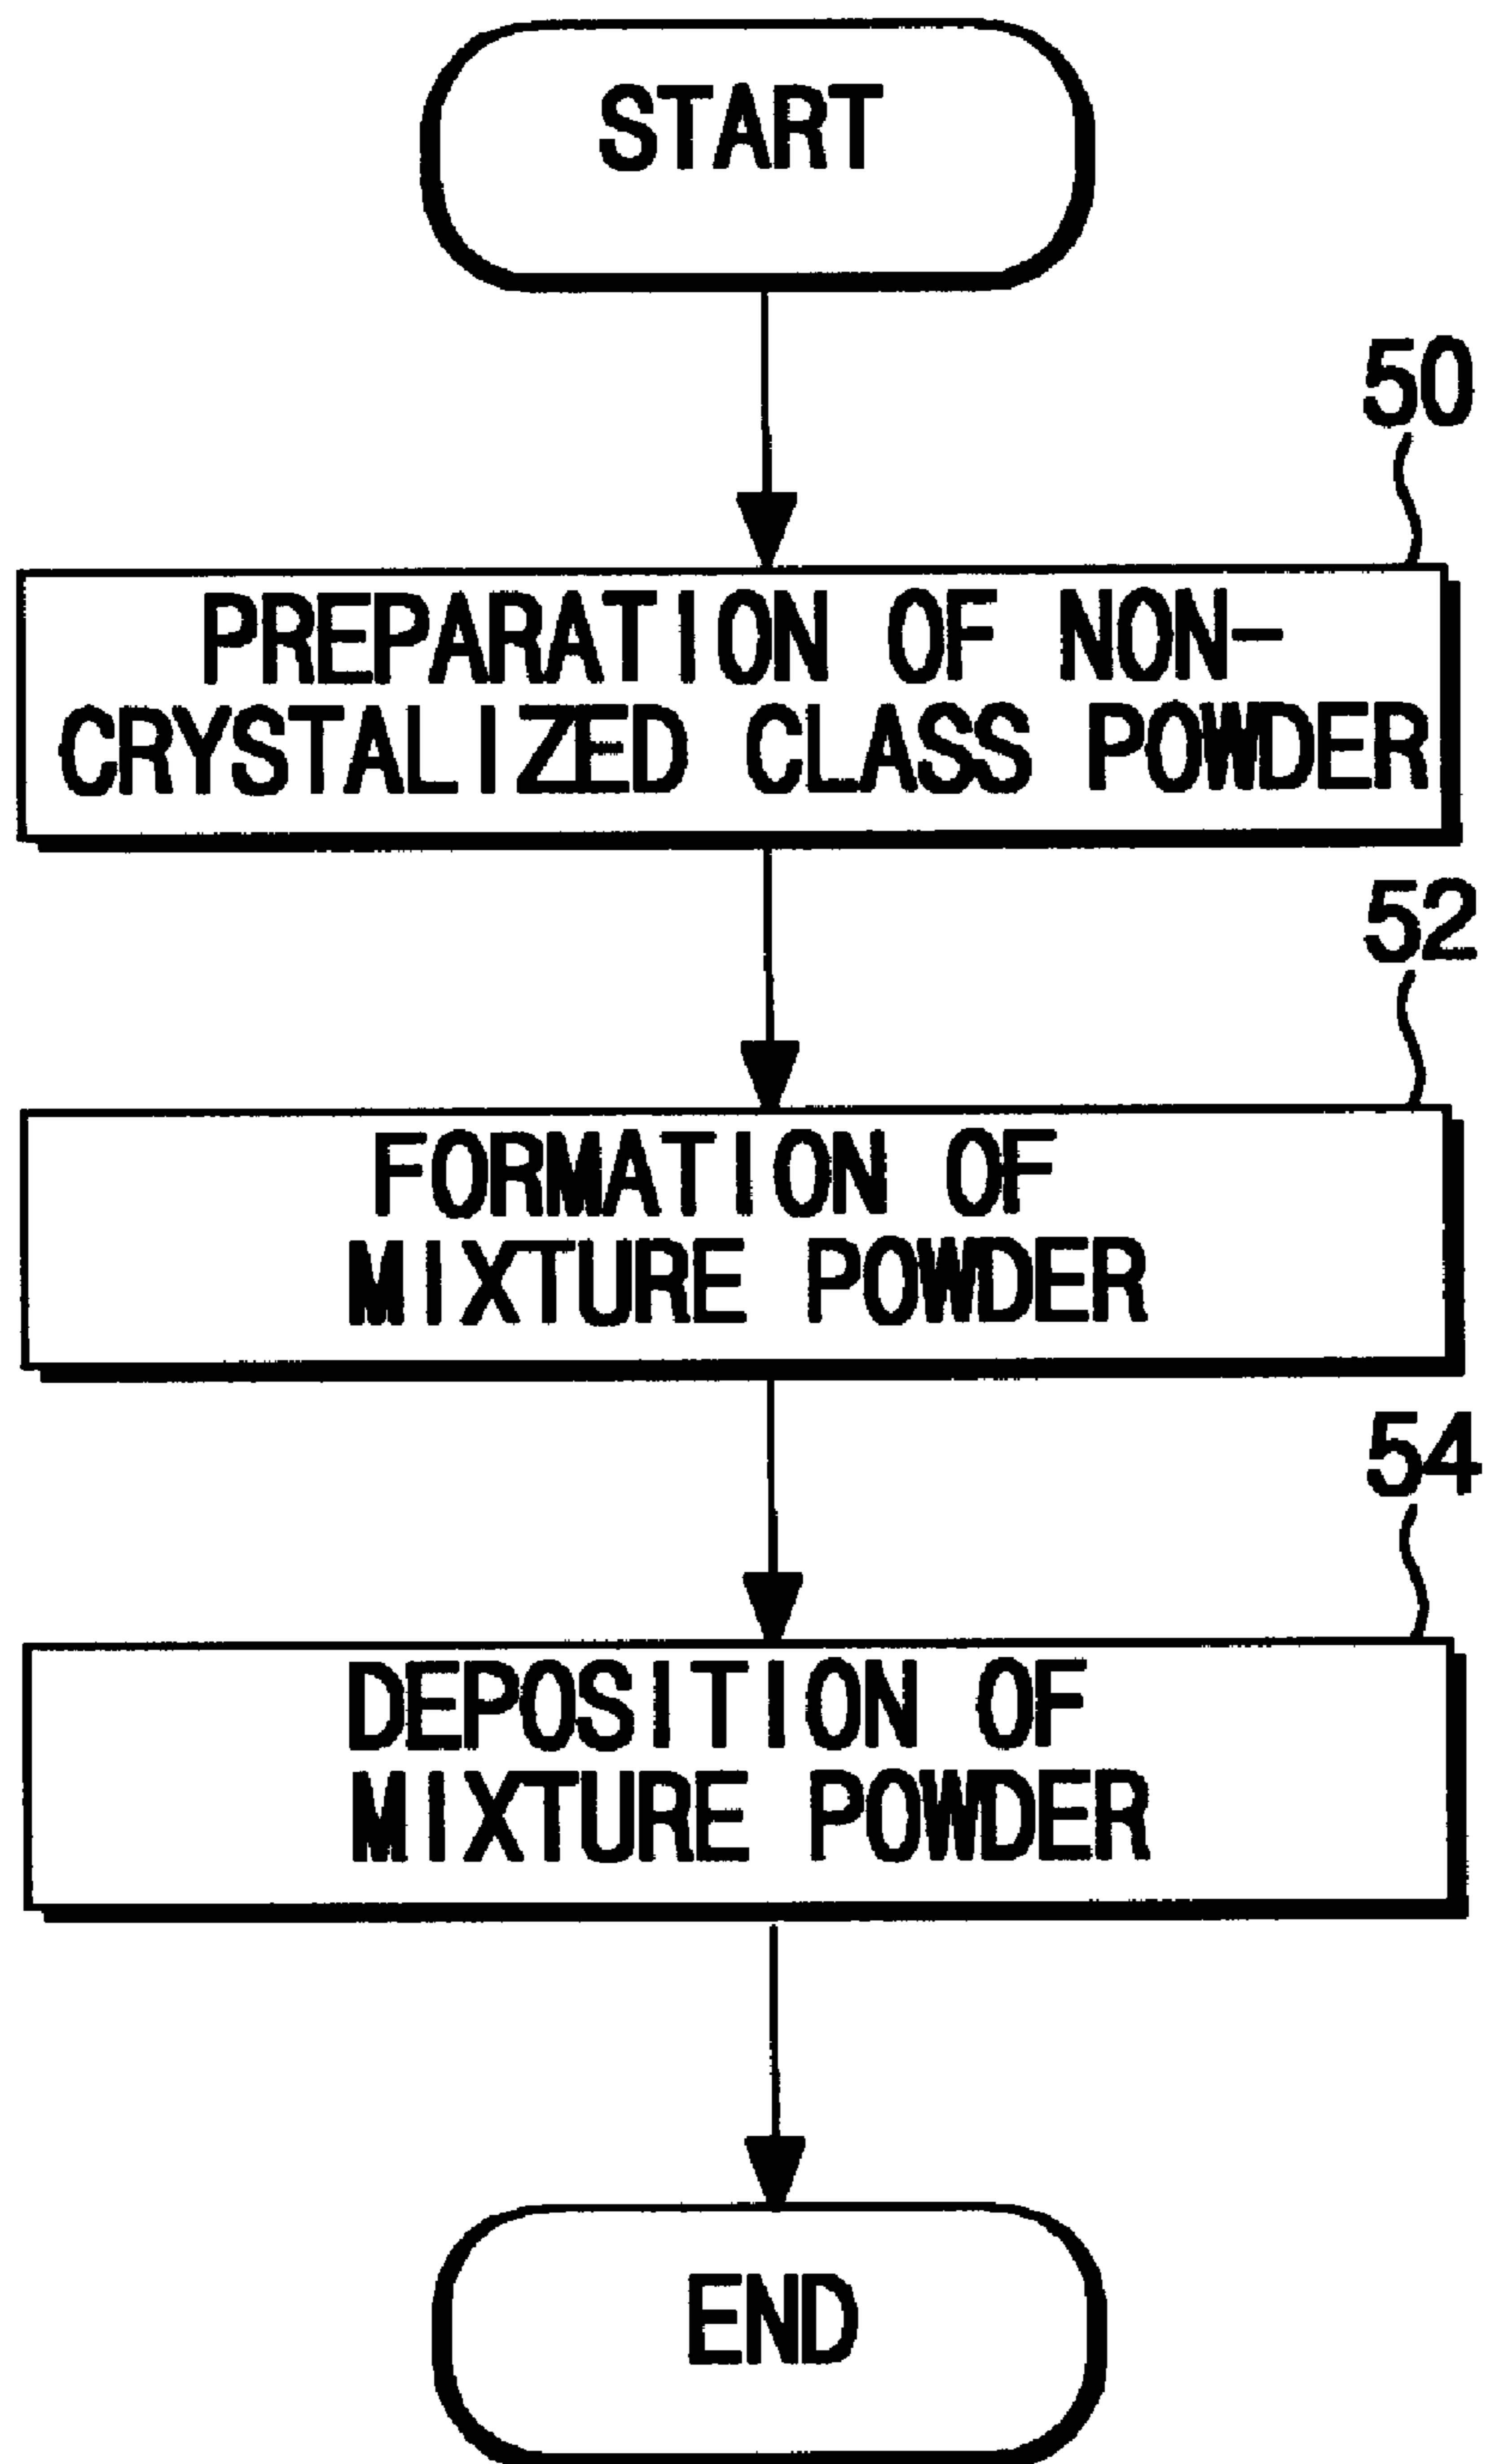 START
50
PREPARATION OF NON-
CRYSTALIZED CLASS POWDER
52
FORMATION OF
MIXTURE POWDER
54
DEPOSITION OF
MIXTURE POWDER
END